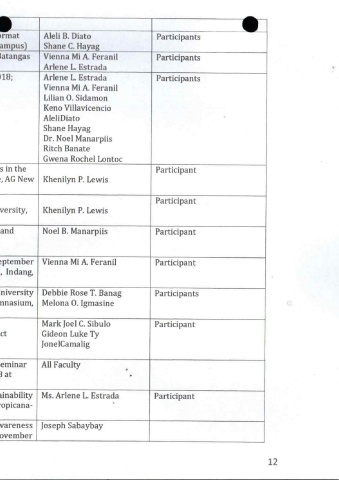 ormat Aleli B. Diato Participants
ampus) Shane C. Hayag
Batangas Vienna Mi A. Feranil Participants
Arlene L. Estrada
018; Arlene L. Estrada Participants
Vienna Mi A. Feranil
Lilian O. Sidamon
Keno Villavicencio
AleliDiato
Shane Hayag
Dr. Noel Manarpiis
Ritch Banate
Gwena Rochel Lontoc
s in the Participant
, AG New Khenilyn P. Lewis
Participant
versity, Khenilyn P. Lewis
and Noel B. Manarpiis Participant
eptember Vienna Mi A. Feranil Participant
, Indang,
niversity Debbie Rose T. Banag Participants
mnasium, Melona O. Igmasine
Mark Joel C. Sibulo Participant
ct Gideon Luke Ty
JonelCamalig
seminar All Faculty
8 at
ainability Ms. Arlene L. Estrada Participant
ropicana-
wareness Joseph Sabaybay
ovember
12